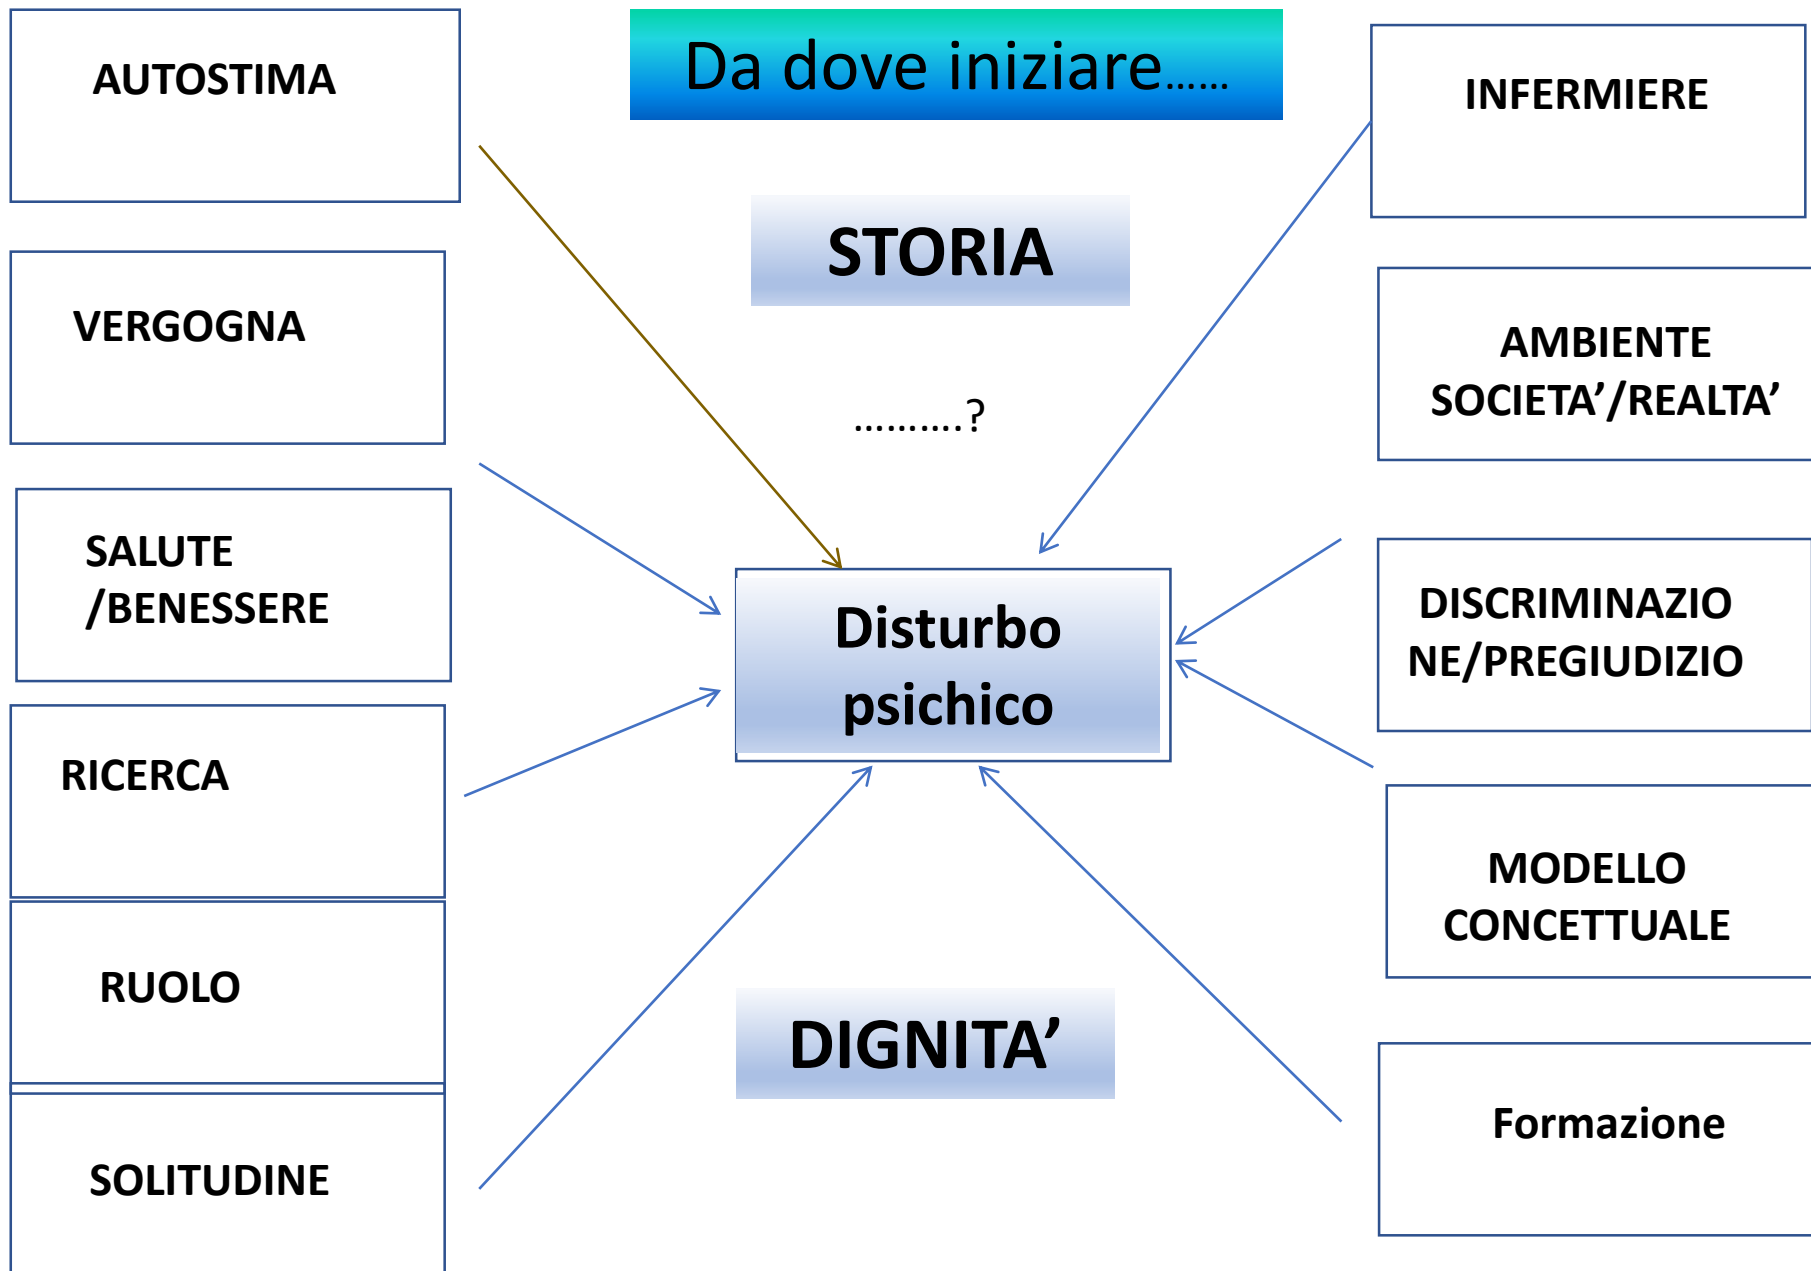 Da dove iniziare......
AUTOSTIMA
VERGOGNA
SALUTE
/BENESSERE
RICERCA
RUOLO
SOLITUDINE
STORIA
..........?
Disturbo
psichico
DIGNITA’
INFERMIERE
AMBIENTE
SOCIETA’/REALTA’
DISCRIMINAZIO
NE/PREGIUDIZIO
MODELLO
CONCETTUALE
Formazione